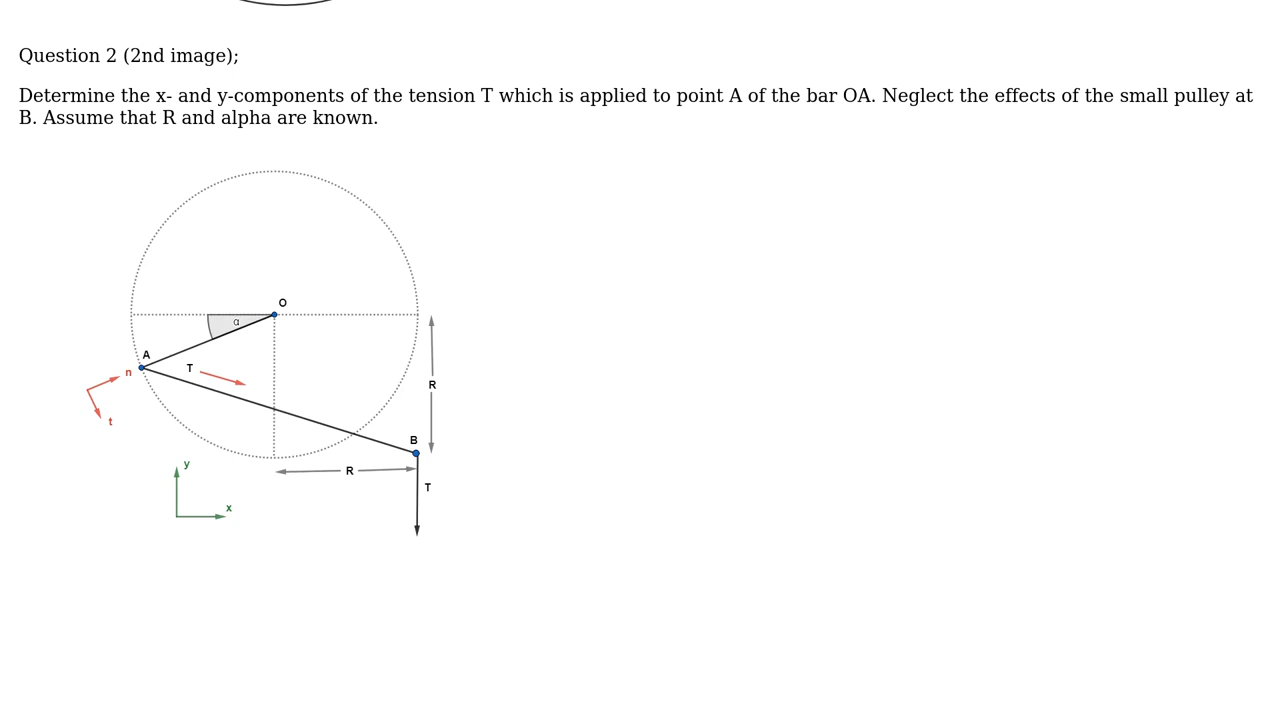 Question 2 (2nd image);
Determine the x- and y-components of the tension T which is applied to point A of the bar OA. Neglect the effects of the small pulley at
B. Assume that R and alpha are known.
O
α
A
n
T
t
R
B
y
R
T
x